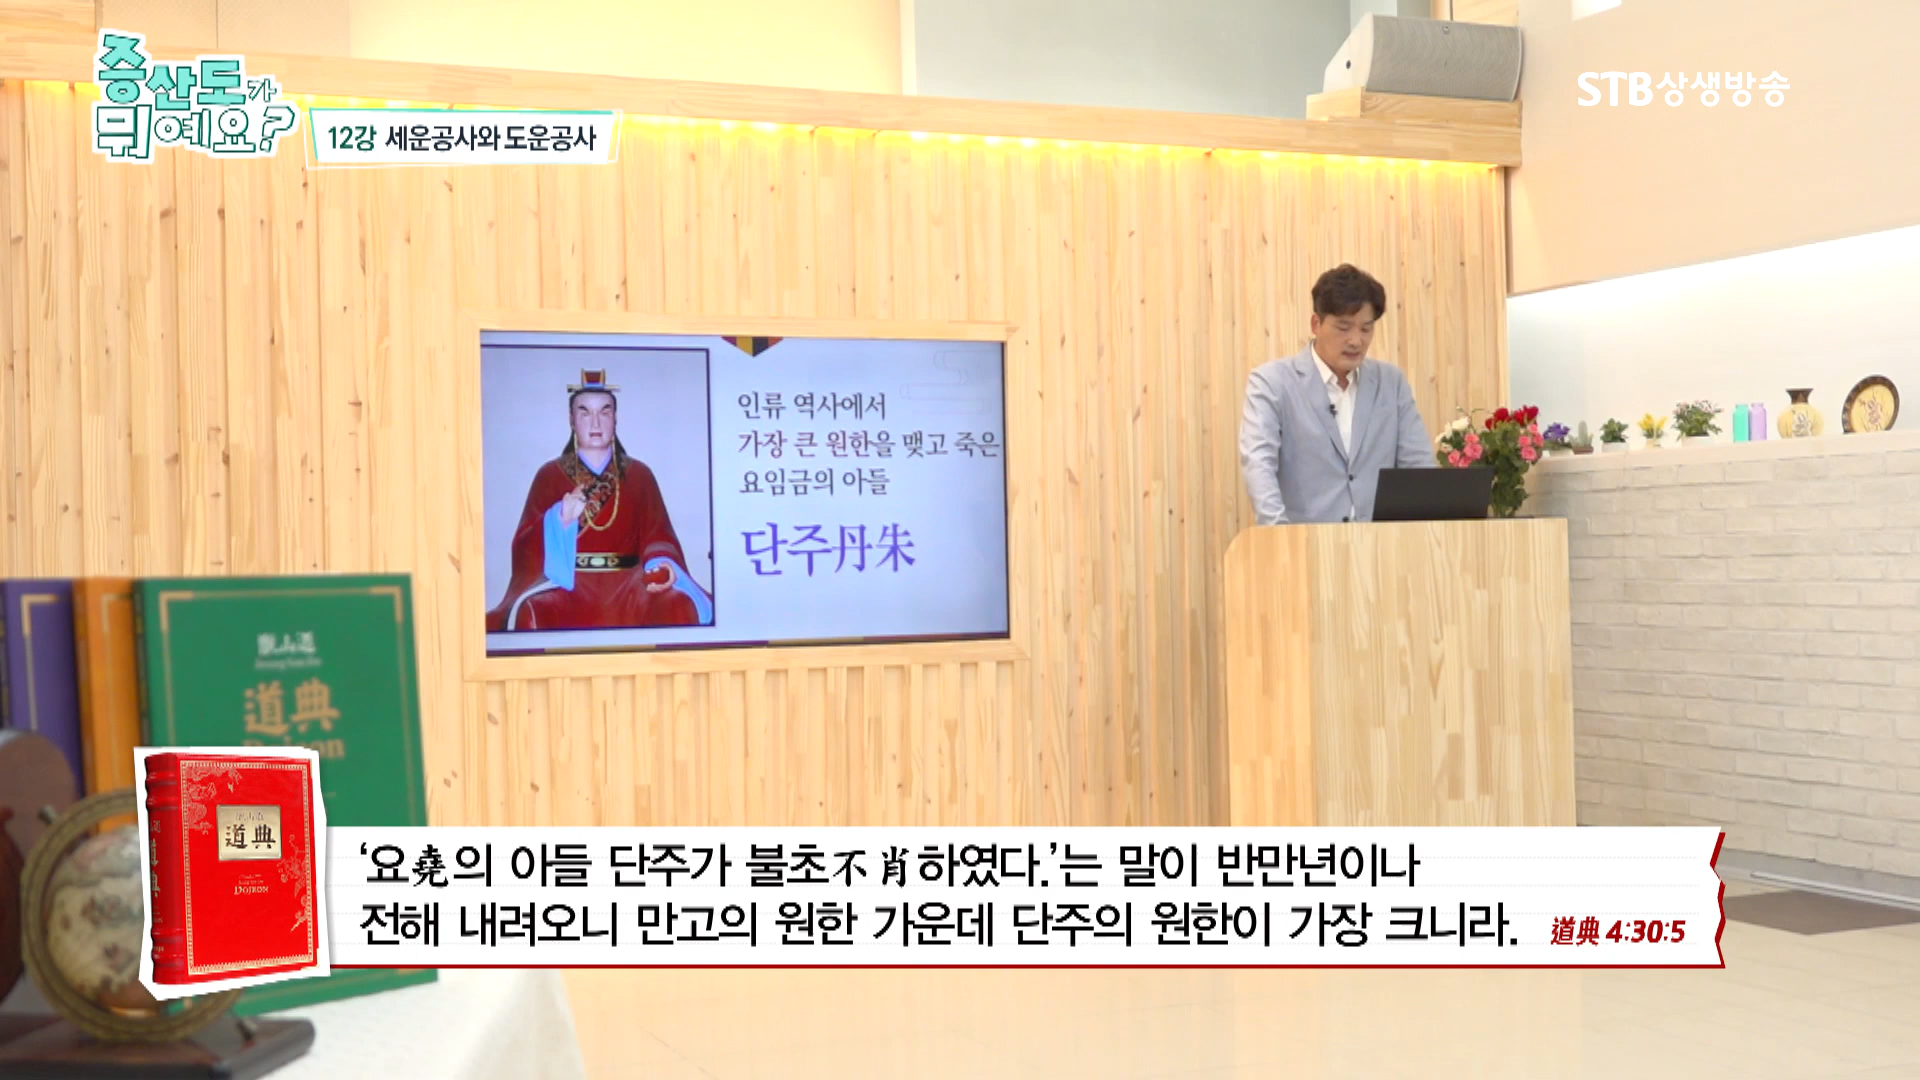 증산도가
뭐예요?
12강 세운공사와 도운공사
STB상생방송
인류 역사에서
가장 큰 원한을 맺고 죽은
요임금의 아들
단주丹朱
道典
Dojeon
道典
DOJEON
‘요堯의 아들 단주가 불초不肖하였다.’는 말이 반만년이나
전해 내려오니 만고의 원한 가운데 단주의 원한이 가장 크니라. 道典 4:30:5